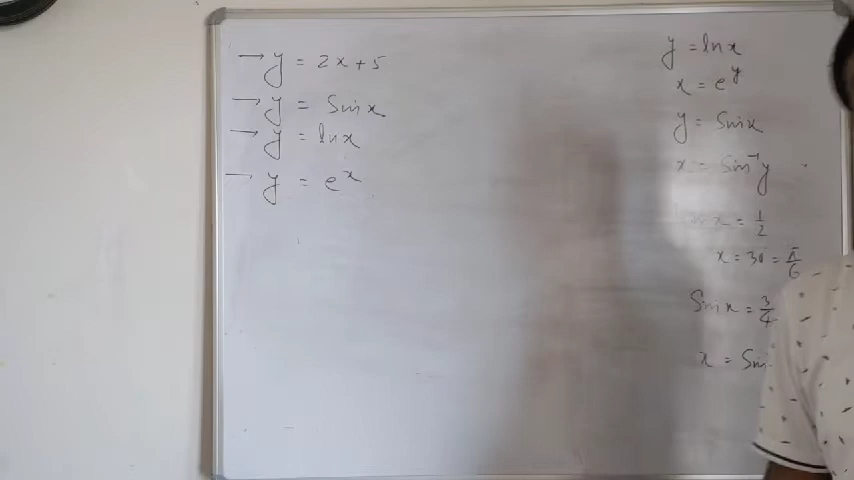 → y = 2x + 5
→ y = Sin x
→ y = ln x
→ y = e^x
y = ln x
x = e^y
y = Sin x
x = Sin⁻¹ y
x = 1/2
x = 30 = π/6
Sin x = 3/4
x = Sin